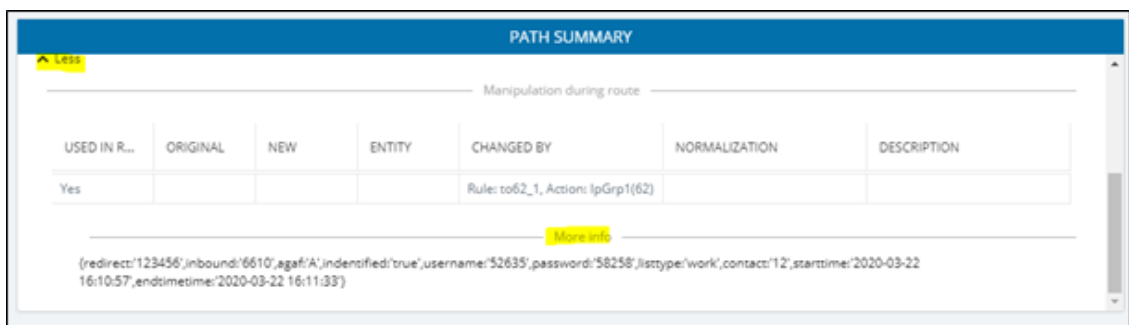 PATH SUMMARY
Less
Manipulation during route
USED IN R... ORIGINAL NEW ENTITY CHANGED BY NORMALIZATION DESCRIPTION
Yes Rule: to62_1, Action: IpGrp1(62)
More info
{redirect:'123456',inbound:'6610',agaf:'A',indentified:'true',username:'52635',password:'58258',listtype:'work',contact:'12',starttime:'2020-03-22
16:10:57',endtimetime:'2020-03-22 16:11:33'}